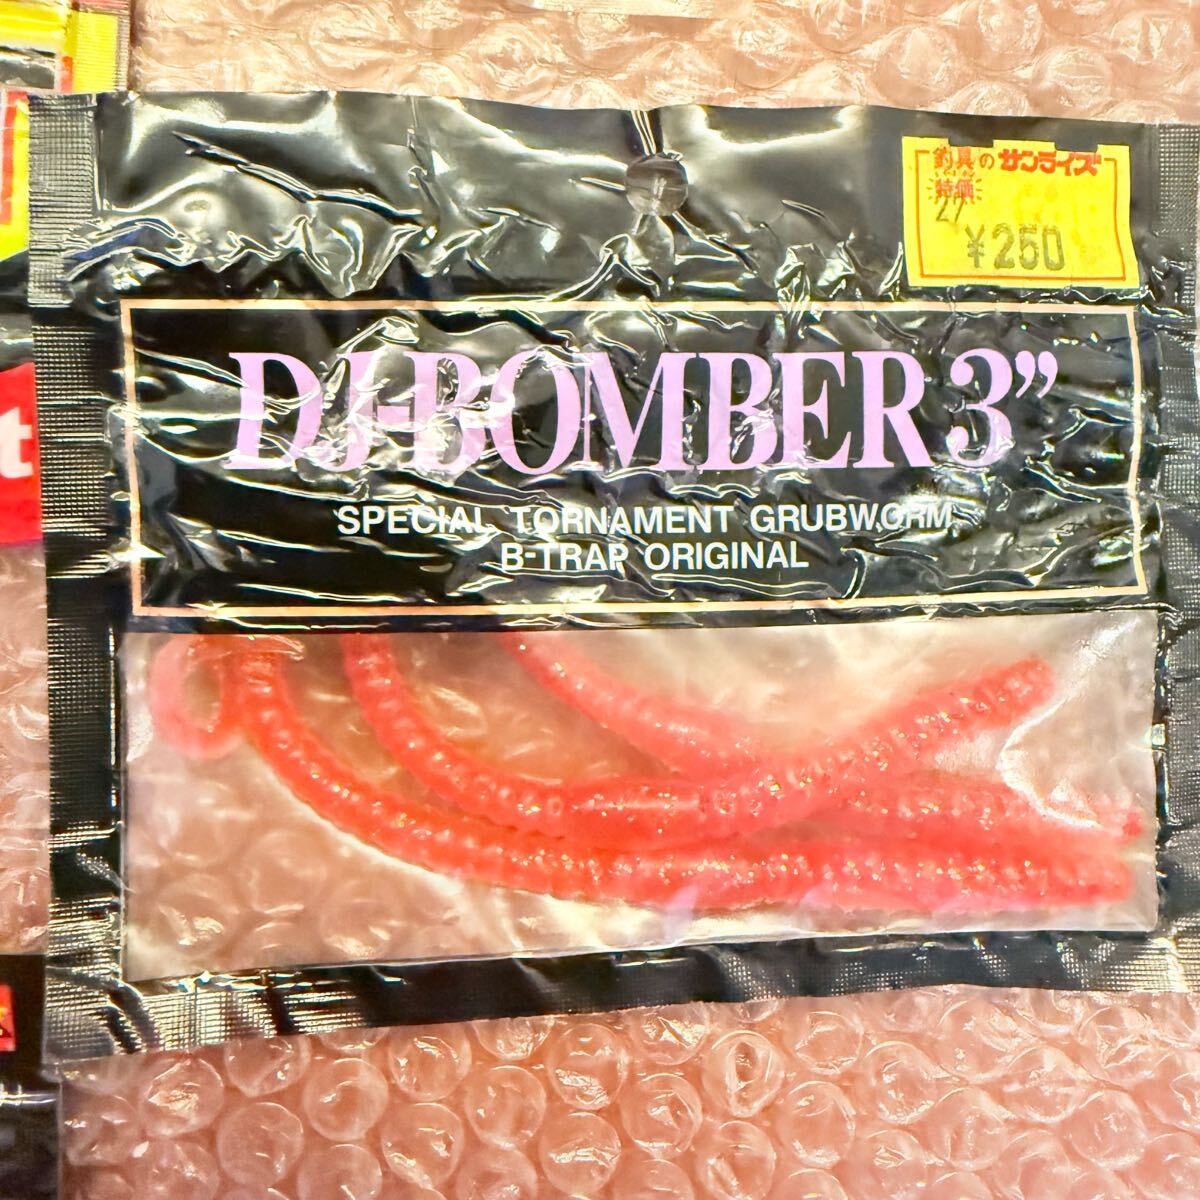 釣具のサンライズ
特価
27
¥250
DJ-BOMBER 3”
SPECIAL TORNAMENT GRUBWORM
B-TRAP ORIGINAL
t